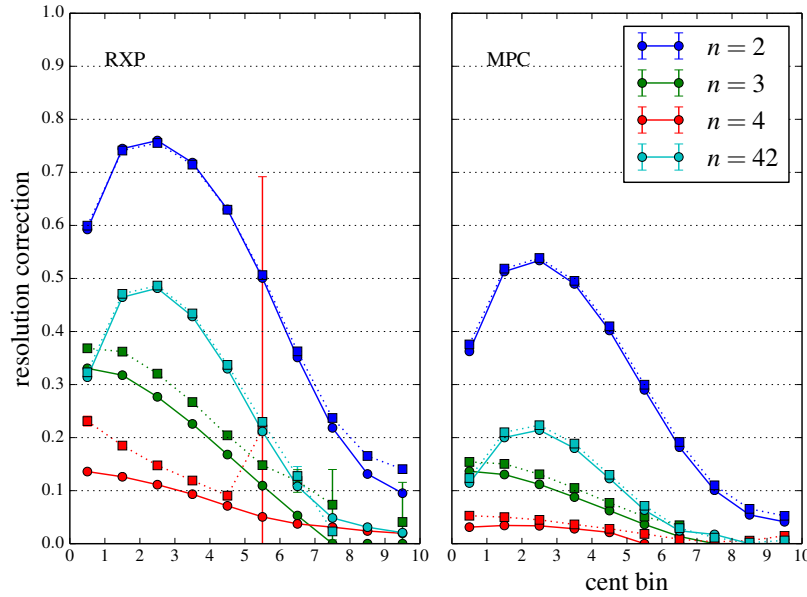 resolution correction
1.0
0.9
0.8
0.7
0.6
0.5
0.4
0.3
0.2
0.1
0.0
RXP
0 1 2 3 4 5 6 7 8 9 10
MPC
n = 2
n = 3
n = 4
n = 42
0 1 2 3 4 5 6 7 8 9 10
cent bin